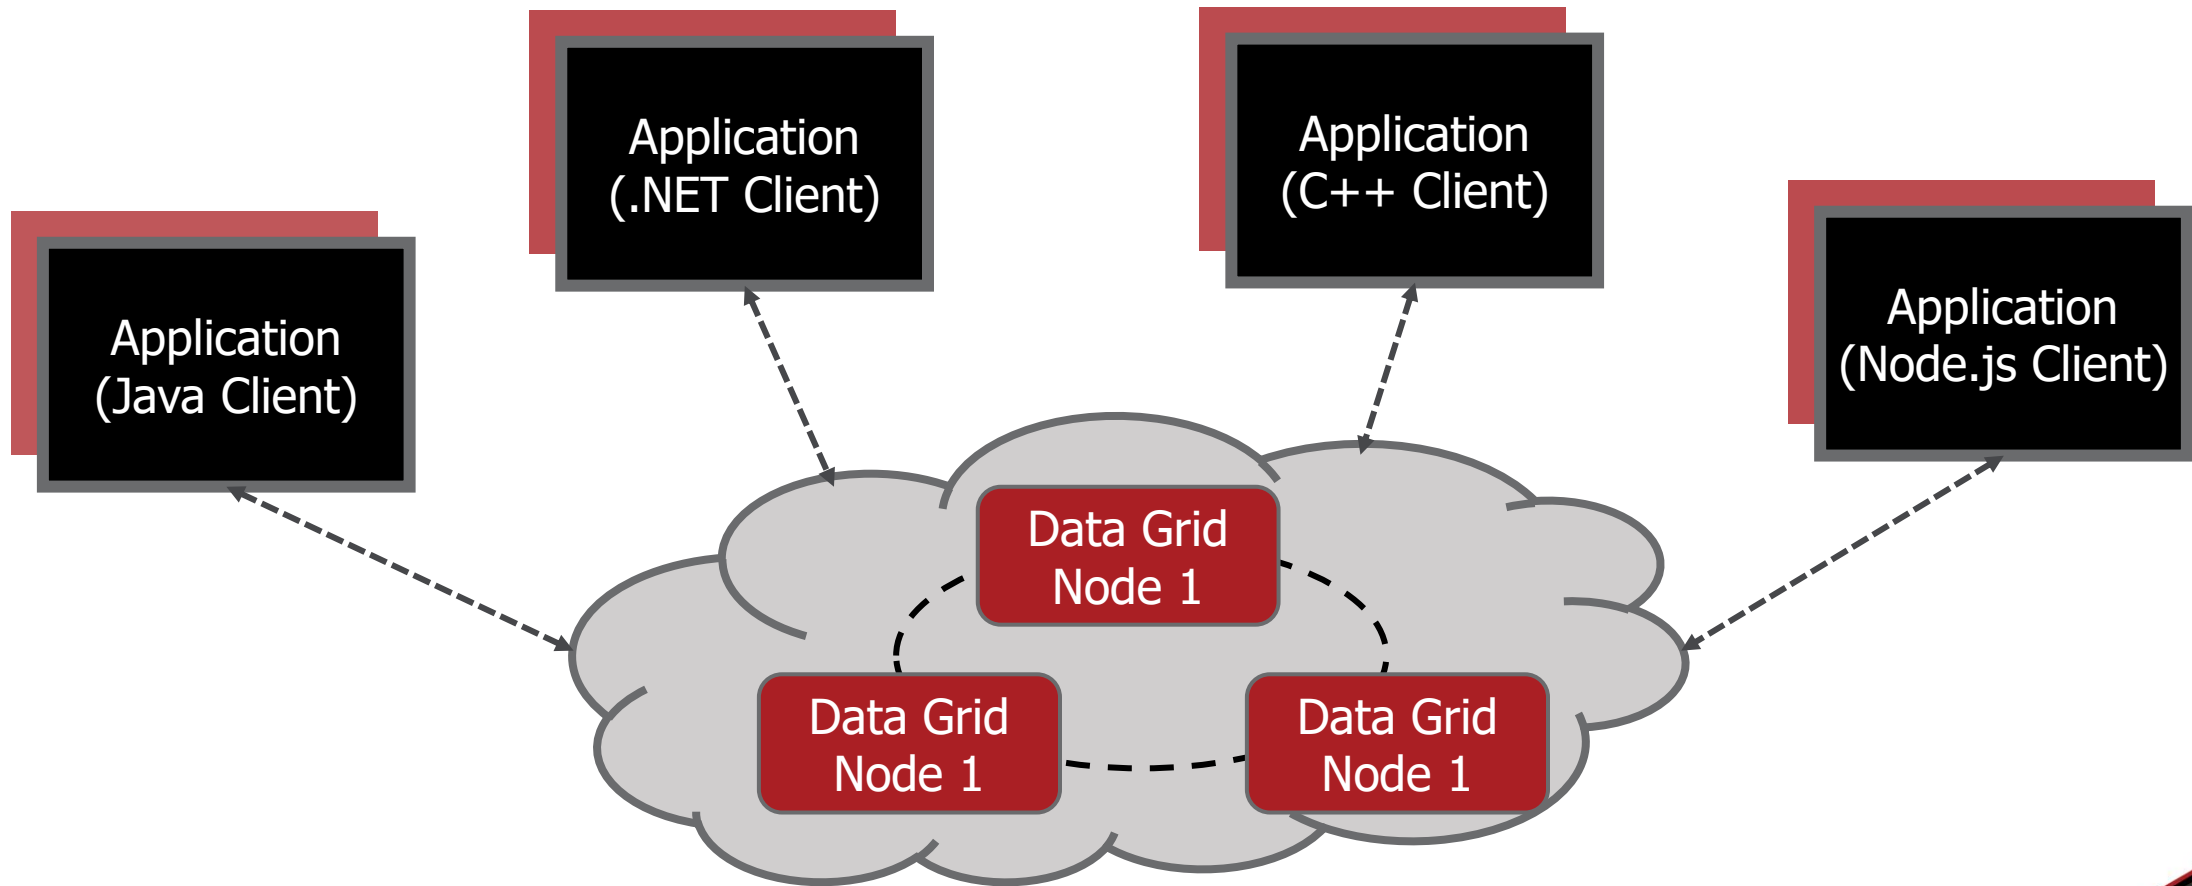 Application
(Java Client)
Application
(.NET Client)
Application
(C++ Client)
Application
(Node.js Client)
Data Grid
Node 1
Data Grid
Node 1
Data Grid
Node 1